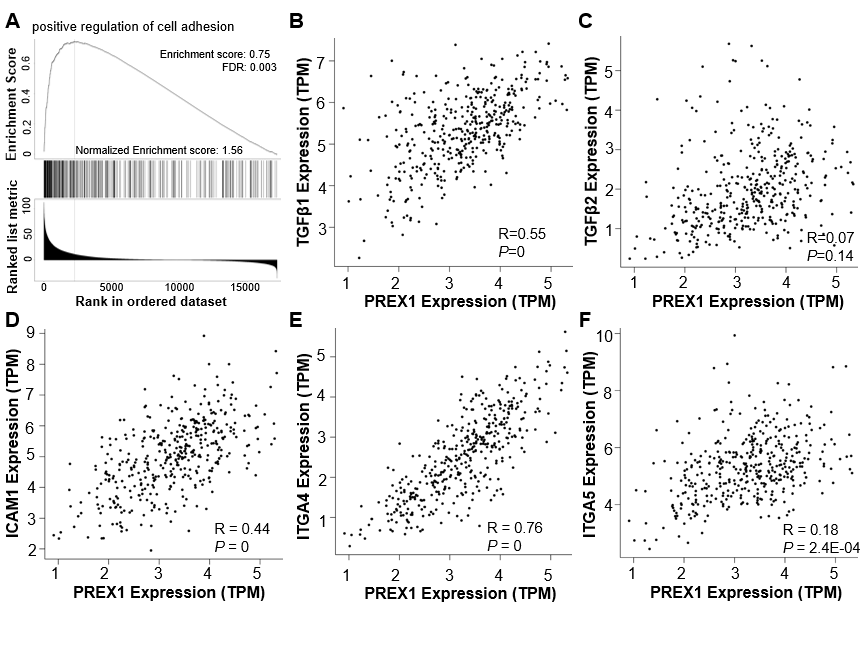 A
positive regulation of cell adhesion
Enrichment Score
0.6
0.4
0.2
0
Enrichment score: 0.75
FDR: 0.003
Normalized Enrichment score: 1.56
Ranked list metric
100
50
0
0 5000 10000 15000
Rank in ordered dataset
B
TGFβ1 Expression (TPM)
7
6
5
4
3
R=0.55
P=0
1 2 3 4 5
PREX1 Expression (TPM)
C
TGFβ2 Expression (TPM)
5
4
3
2
1
R=0.07
P=0.14
1 2 3 4 5
PREX1 Expression (TPM)
D
ICAM1 Expression (TPM)
9
8
7
6
5
4
3
2
R = 0.44
P = 0
1 2 3 4 5
PREX1 Expression (TPM)
E
ITGA4 Expression (TPM)
5
4
3
2
1
R = 0.76
P = 0
1 2 3 4 5
PREX1 Expression (TPM)
F
ITGA5 Expression (TPM)
10
8
6
4
R = 0.18
P = 2.4E-04
1 2 3 4 5
PREX1 Expression (TPM)